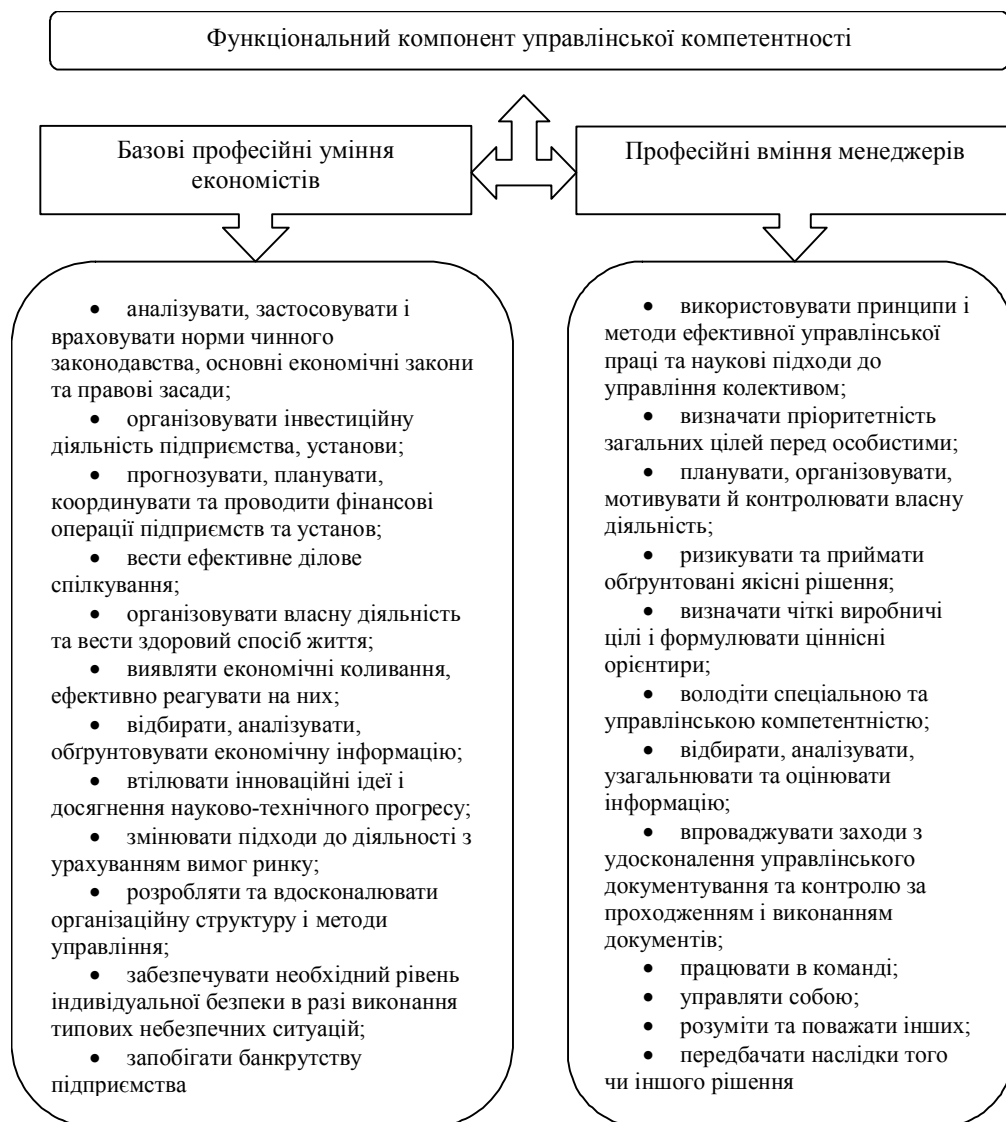 Функціональний компонент управлінської компетентності
Базові професійні уміння
економістів
Професійні вміння менеджерів
• аналізувати, застосовувати і
враховувати норми чинного
законодавства, основні економічні закони
та правові засади;
• організовувати інвестиційну
діяльність підприємства, установи;
• прогнозувати, планувати,
координувати та проводити фінансові
операції підприємств та установ;
• вести ефективне ділове
спілкування;
• організовувати власну діяльність
та вести здоровий спосіб життя;
• виявляти економічні коливання,
ефективно реагувати на них;
• відбирати, аналізувати,
обґрунтовувати економічну інформацію;
• втілювати інноваційні ідеї і
досягнення науково-технічного прогресу;
• змінювати підходи до діяльності з
урахуванням вимог ринку;
• розробляти та вдосконалювати
організаційну структуру і методи
управління;
• забезпечувати необхідний рівень
індивідуальної безпеки в разі виконання
типових небезпечних ситуацій;
• запобігати банкрутству
підприємства
• використовувати принципи і
методи ефективної управлінської
праці та наукові підходи до
управління колективом;
• визначати пріоритетність
загальних цілей перед особистими;
• планувати, організовувати,
мотивувати й контролювати власну
діяльність;
• ризикувати та приймати
обґрунтовані якісні рішення;
• визначати чіткі виробничі
цілі і формулювати ціннісні
орієнтири;
• володіти спеціальною та
управлінською компетентністю;
• відбирати, аналізувати,
узагальнювати та оцінювати
інформацію;
• впроваджувати заходи з
удосконалення управлінського
документування та контролю за
проходженням і виконанням
документів;
• працювати в команді;
• управляти собою;
• розуміти та поважати інших;
• передбачати наслідки того
чи іншого рішення